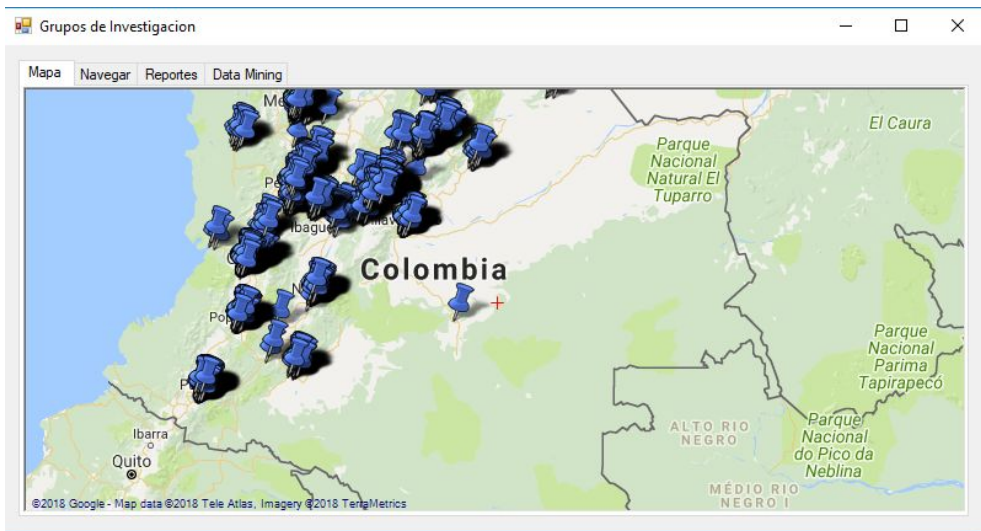 Grupos de Investigacion
Mapa Navegar Reportes Data Mining
El Caura
Parque
Nacional
Natural El
Tuparro
Colombia
Parque
Nacional
Parima
Tapirapecó
ALTO RIO
NEGRO
Parque
Nacional
do Pico da
Neblina
Ibarra
Quito
MÉDIO RIO
NEGRO I
©2018 Google - Map data ©2018 Tele Atlas, Imagery ©2018 TerraMetrics